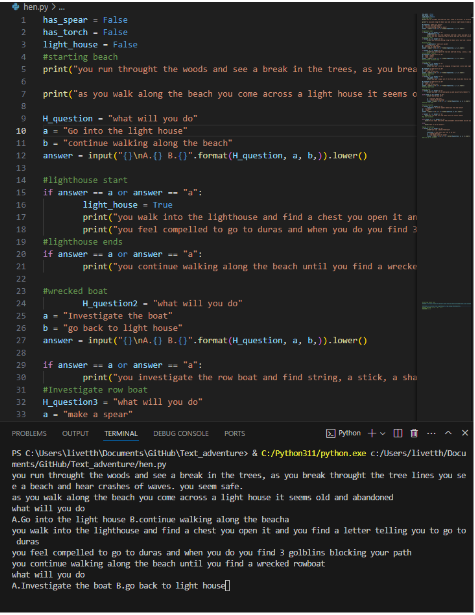 hen.py > ...
1 has_spear = False
2 has_torch = False
3 light_house = False
4 #starting beach
5 print("you run throught the woods and see a break in the trees, as you brea
6
7 print("as you walk along the beach you come across a light house it seems o
8
9 H_question = "what will you do"
10 a = "Go into the light house"
11 b = "continue walking along the beach"
12 answer = input("{}\nA.{} B.{}".format(H_question, a, b,)).lower()
13
14 #lighthouse start
15 if answer == a or answer == "a":
16 light_house = True
17 print("you walk into the lighthouse and find a chest you open it an
18 print("you feel compelled to go to duras and when you do you find 3
19 #lighthouse ends
20 if answer == a or answer == "a":
21 print("you continue walking along the beach until you find a wrecke
22
23 #wrecked boat
24 H_question2 = "what will you do"
25 a = "Investigate the boat"
26 b = "go back to light house"
27 answer = input("{}\nA.{} B.{}".format(H_question, a, b,)).lower()
28
29 if answer == a or answer == "a":
30 print("you investigate the row boat and find string, a stick, a sha
31 #Investigate row boat
32 H_question3 = "what will you do"
33 a = "make a spear"
PROBLEMS OUTPUT TERMINAL DEBUG CONSOLE PORTS Python
PS C:\Users\livetth\Documents\GitHub\Text_adventure> & C:/Python311/python.exe c:/Users/livetth/Docu
ments/GitHub/Text_adventure/hen.py
you run throught the woods and see a break in the trees, as you break throught the tree lines you se
e a beach and hear crashes of waves. you seem safe.
as you walk along the beach you come across a light house it seems old and abandoned
what will you do
A.Go into the light house B.continue walking along the beacha
you walk into the lighthouse and find a chest you open it and you find a letter telling you to go to
duras
you feel compelled to go to duras and when you do you find 3 golblins blocking your path
you continue walking along the beach until you find a wrecked rowboat
what will you do
A.Investigate the boat B.go back to light house